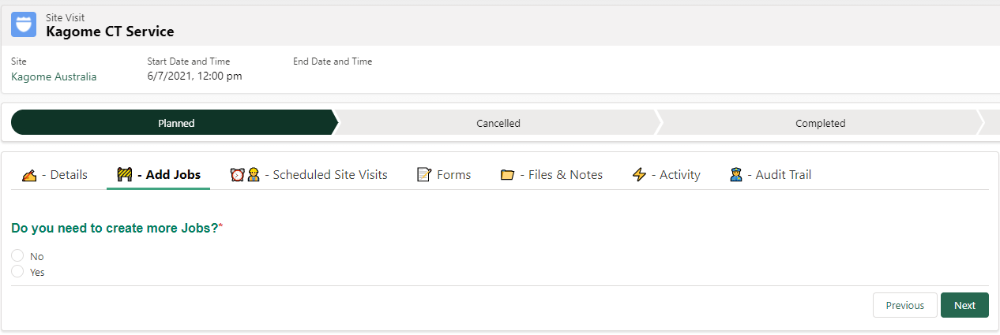 Site Visit
Kagome CT Service
Site Start Date and Time End Date and Time
Kagome Australia 6/7/2021, 12:00 pm
Planned Cancelled Completed
- Details - Add Jobs - Scheduled Site Visits Forms - Files & Notes - Activity - Audit Trail
Do you need to create more Jobs?*
No
Yes
Previous Next